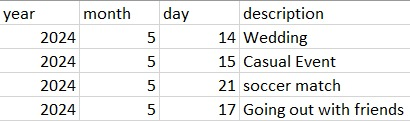 year month day description
2024 5 14 Wedding
2024 5 15 Casual Event
2024 5 21 soccer match
2024 5 17 Going out with friends